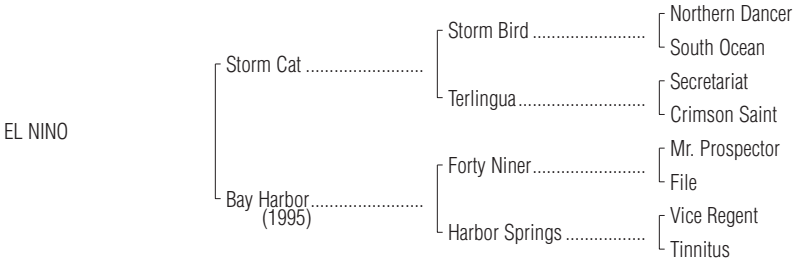 Northern Dancer
Storm Bird ........................
South Ocean
Storm Cat .........................
Secretariat
Terlingua...........................
Crimson Saint
EL NINO
Mr. Prospector
Forty Niner........................
File
Bay Harbor........................
(1995)
Vice Regent
Harbor Springs .................
Tinnitus